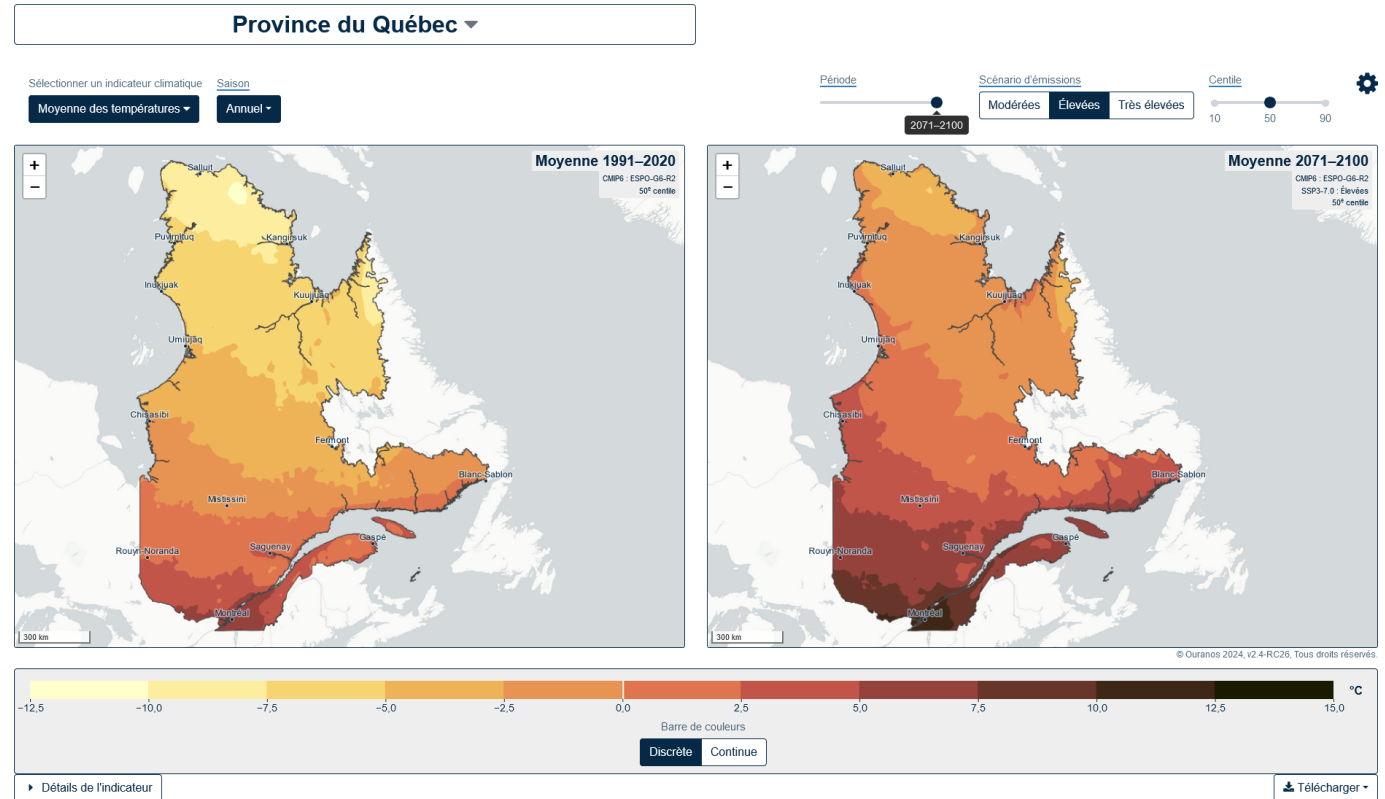 Province du Québec
Sélectionner un indicateur climatique
Saison
Moyenne des températures
Annuel
Période
2071–2100
Scénario d'émissions
Modérées Élevées Très élevées
Centile
10 50 90
+
−
Moyenne 1991–2020
CMIP6 : ESPO-G6-R2
50e centile
Salluit
Puvirnituq
Kangirsuk
Inukjuak
Kuujjuaq
Umiujaq
Chisasibi
Fermont
Blanc-Sablon
Mistissini
Gaspé
Rouyn-Noranda
Saguenay
Montréal
300 km
+
−
Moyenne 2071–2100
CMIP6 : ESPO-G6-R2
SSP3-7.0 : Élevées
50e centile
Salluit
Puvirnituq
Kangirsuk
Inukjuak
Kuujjuaq
Umiujaq
Chisasibi
Fermont
Blanc-Sablon
Mistissini
Gaspé
Rouyn-Noranda
Saguenay
Montréal
300 km
© Ouranos 2024, v2.4-RC26, Tous droits réservés.
°C
−12,5 −10,0 −7,5 −5,0 −2,5 0,0 2,5 5,0 7,5 10,0 12,5 15,0
Barre de couleurs
Discrète Continue
Détails de l'indicateur
Télécharger